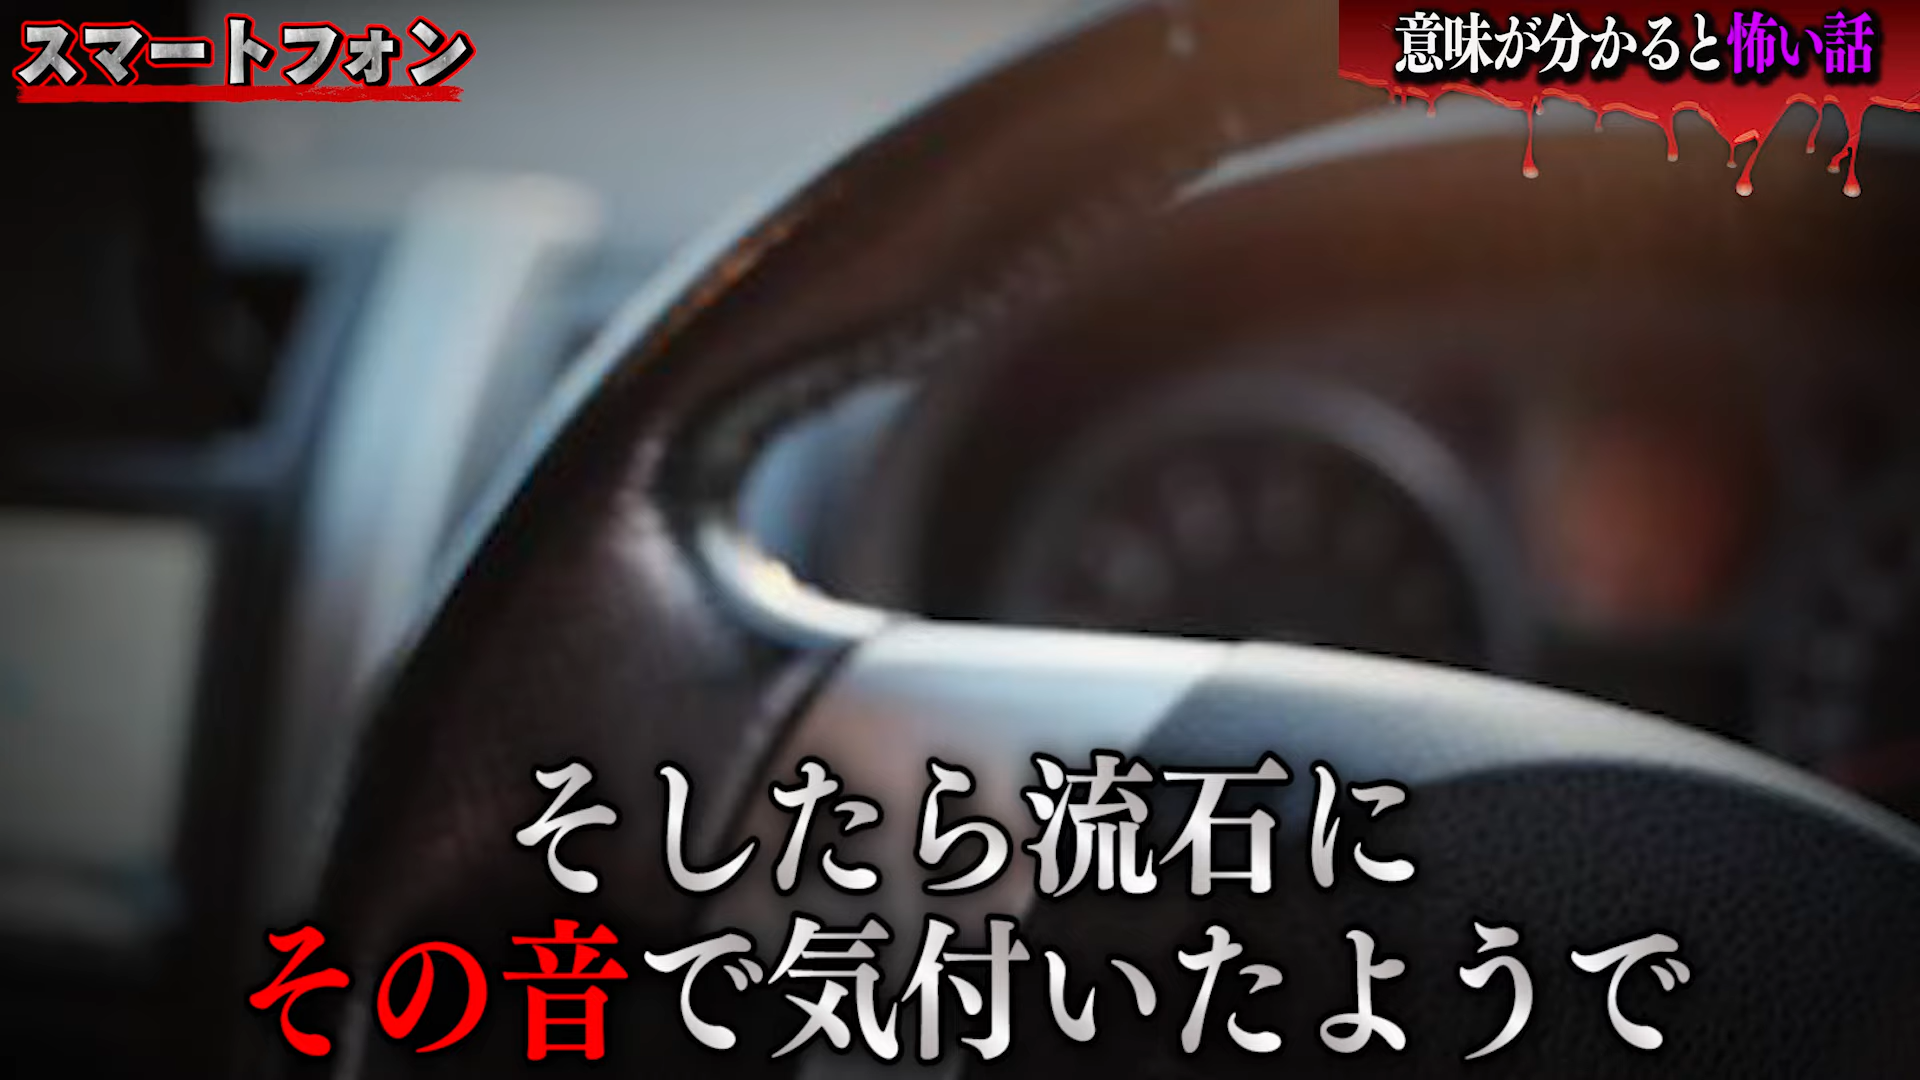 スマートフォン
意味が分かると怖い話
そしたら流石に
その音で気付いたようで